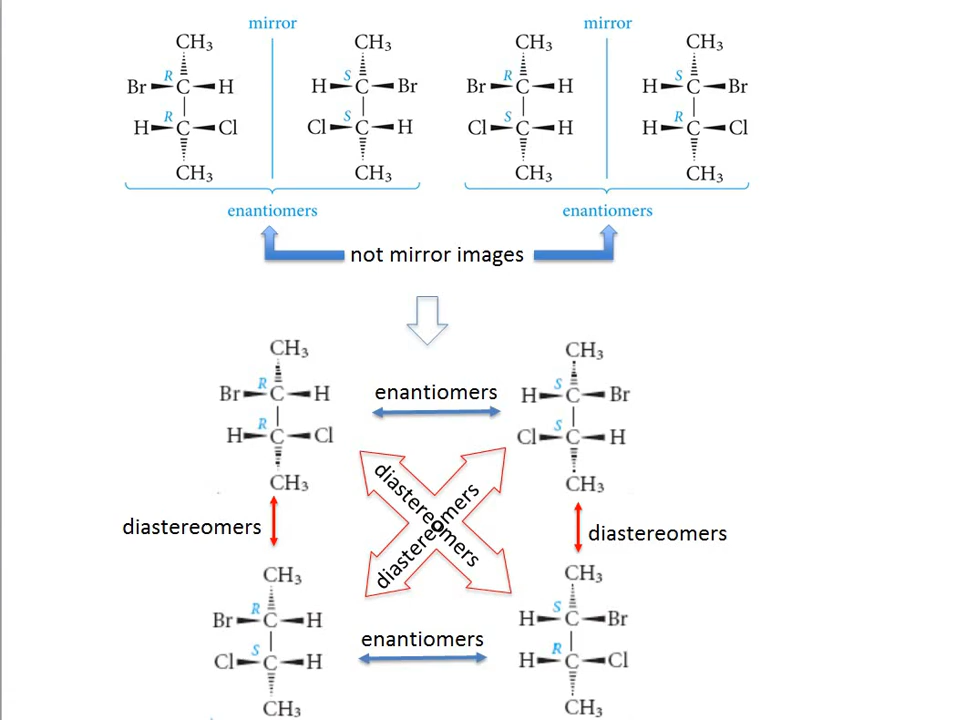 mirror mirror
CH3 CH3 CH3 CH3
Br R C H H S C Br Br R C H H S C Br
H R C Cl Cl S C H Cl S C H H R C Cl
CH3 CH3 CH3 CH3
enantiomers enantiomers
not mirror images
CH3 CH3
Br R C H enantiomers H S C Br
H R C Cl Cl S C H
CH3 CH3
diastereomers diastereomers diastereomers diastereomers
CH3 CH3
Br R C H H S C Br
enantiomers
Cl S C H H R C Cl
CH3 CH3